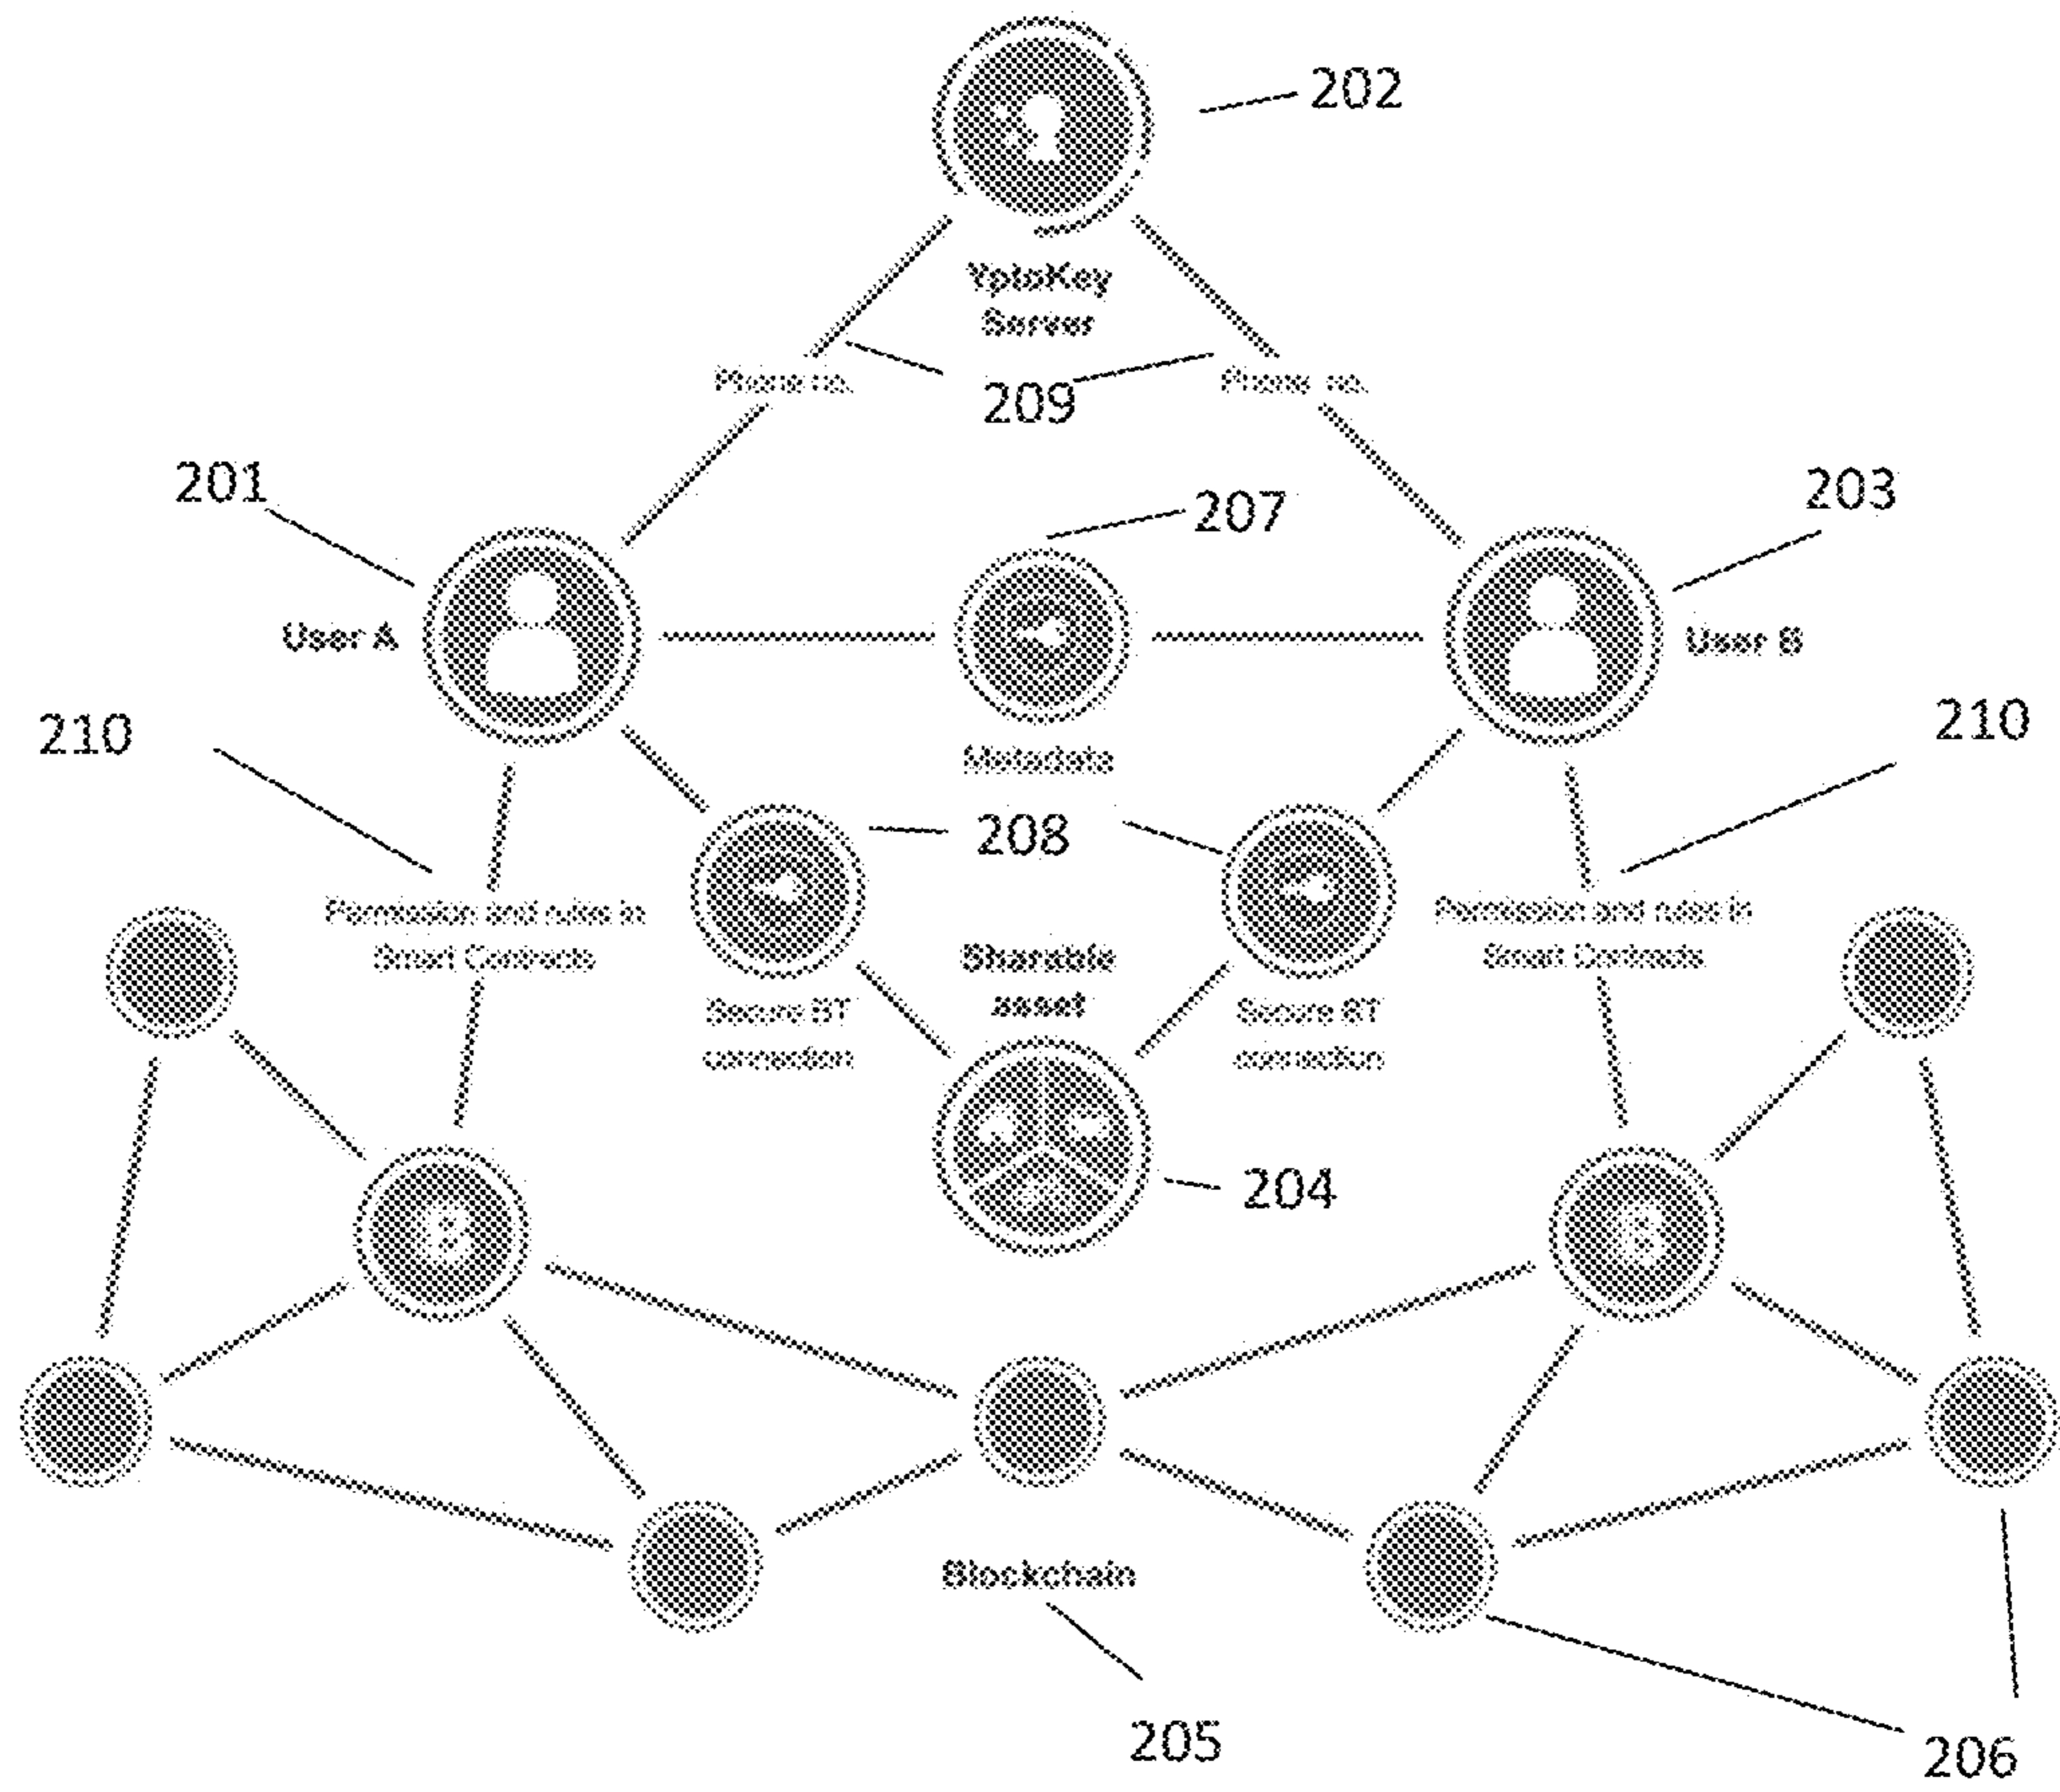 202
YptoKey
Server
Phone no.
Phone no.
209
201
203
207
User A
User B
210
210
Metadata
208
Permission and rules in
Smart Contracts
Permission and rules in
Smart Contracts
Sharable
asset
Secure BT
connection
Secure BT
connection
204
Blockchain
205
206